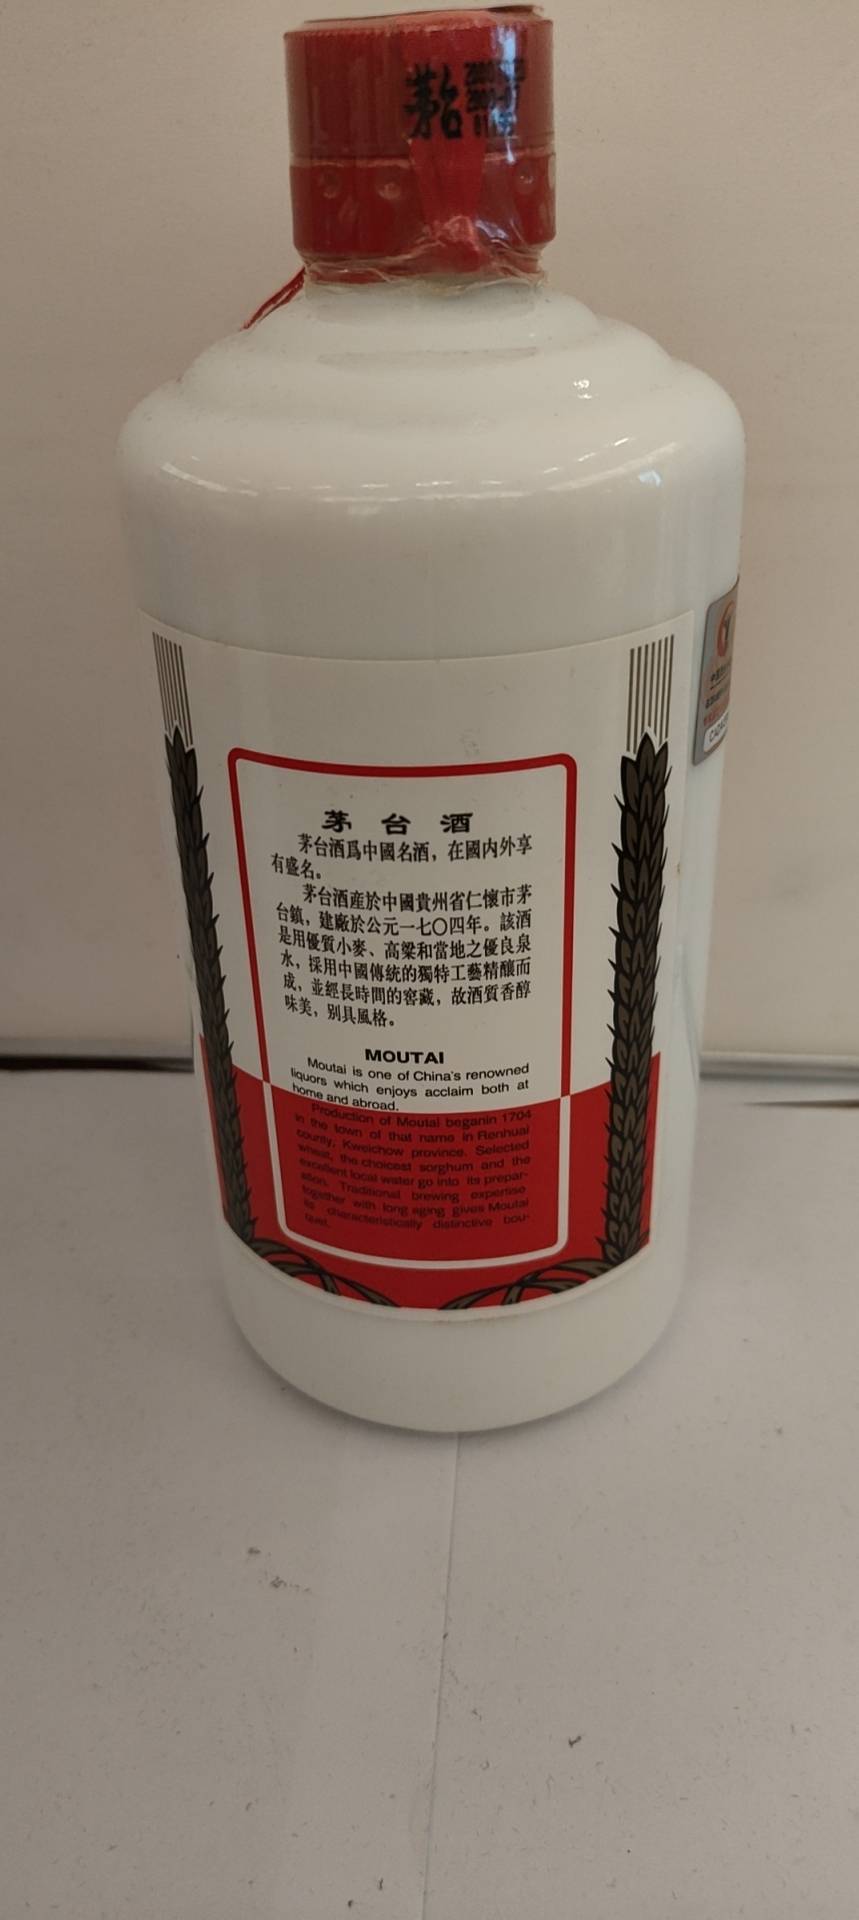 茅台
茅台酒
茅台酒爲中國名酒，在國内外享
有盛名。
茅台酒産於中國貴州省仁懷市茅
台鎮，建廠於公元一七〇四年。該酒
是用優質小麥、高粱和當地之優良泉
水，採用中國傳統的獨特工藝精釀而
成，並經長時間的窖藏，故酒質香醇
味美，别具風格。
MOUTAI
Moutai is one of China's renowned
liquors which enjoys acclaim both at
home and abroad.
Production of Moutai beganin 1704
in the town of that name in Renhuai
county, Kweichow province. Selected
wheat, the choicest sorghum and the
excellent local water go into its prepar-
ation. Traditional brewing expertise
together with long aging gives Moutai
its characteristically distinctive bou-
quet.